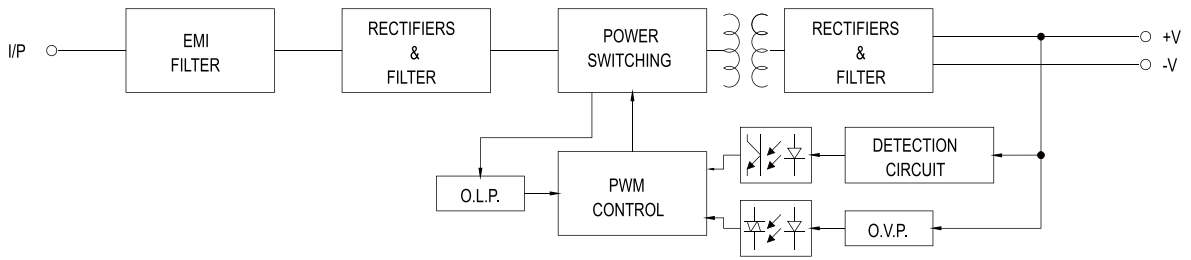 I/P
EMI
FILTER
RECTIFIERS
&
FILTER
POWER
SWITCHING
RECTIFIERS
&
FILTER
+V
-V
O.L.P.
PWM
CONTROL
DETECTION
CIRCUIT
O.V.P.